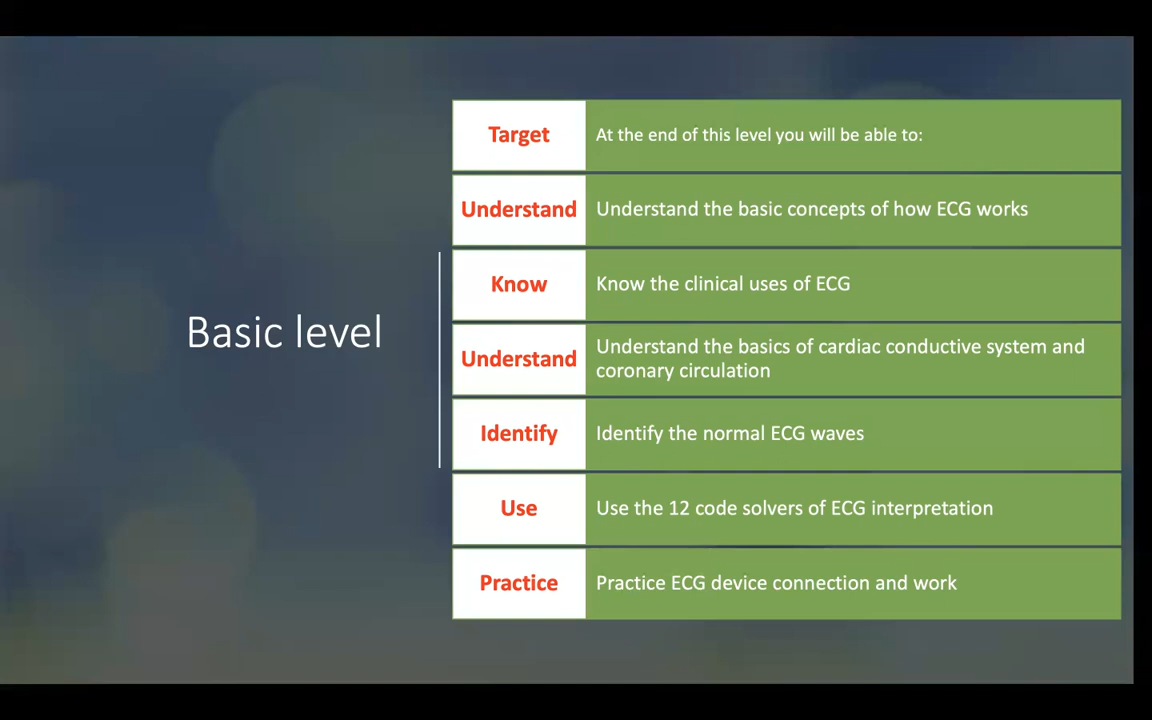 Basic level
Target
At the end of this level you will be able to:
Understand
Understand the basic concepts of how ECG works
Know
Know the clinical uses of ECG
Understand
Understand the basics of cardiac conductive system and
coronary circulation
Identify
Identify the normal ECG waves
Use
Use the 12 code solvers of ECG interpretation
Practice
Practice ECG device connection and work